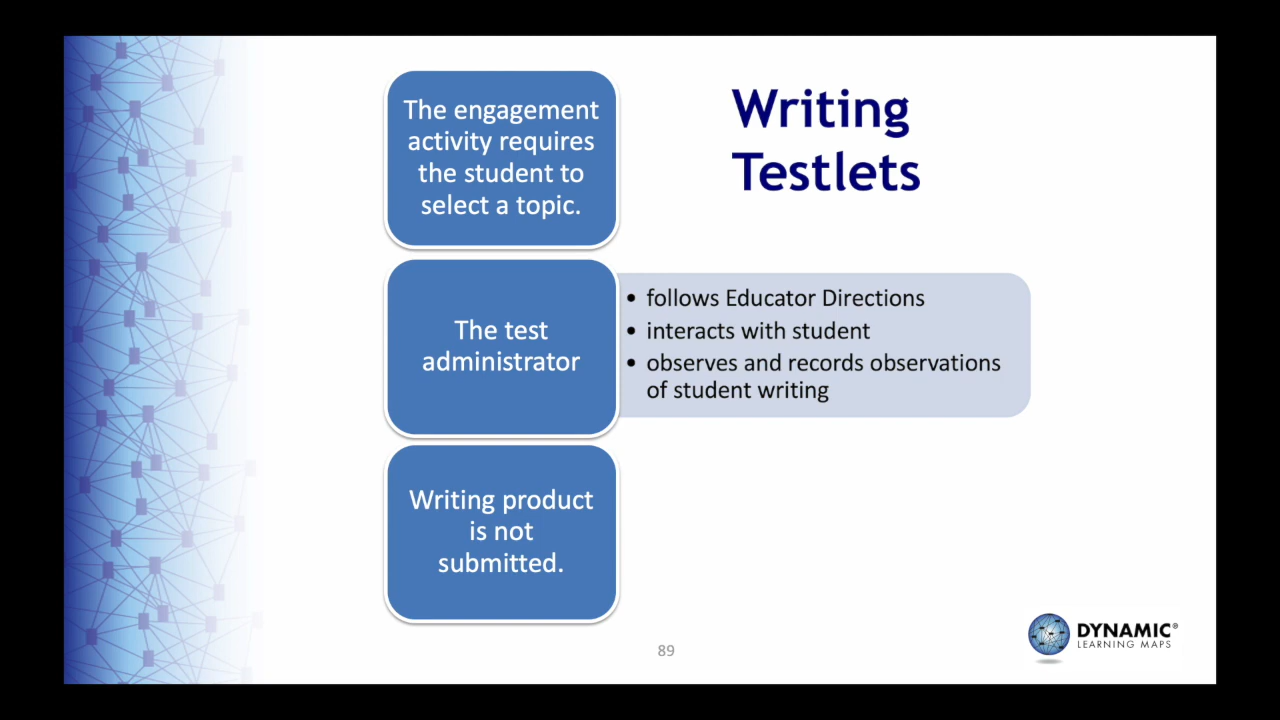 Writing
Testlets
The engagement
activity requires
the student to
select a topic.
The test
administrator
• follows Educator Directions
• interacts with student
• observes and records observations
of student writing
Writing product
is not
submitted.
89
DYNAMIC®
LEARNING MAPS